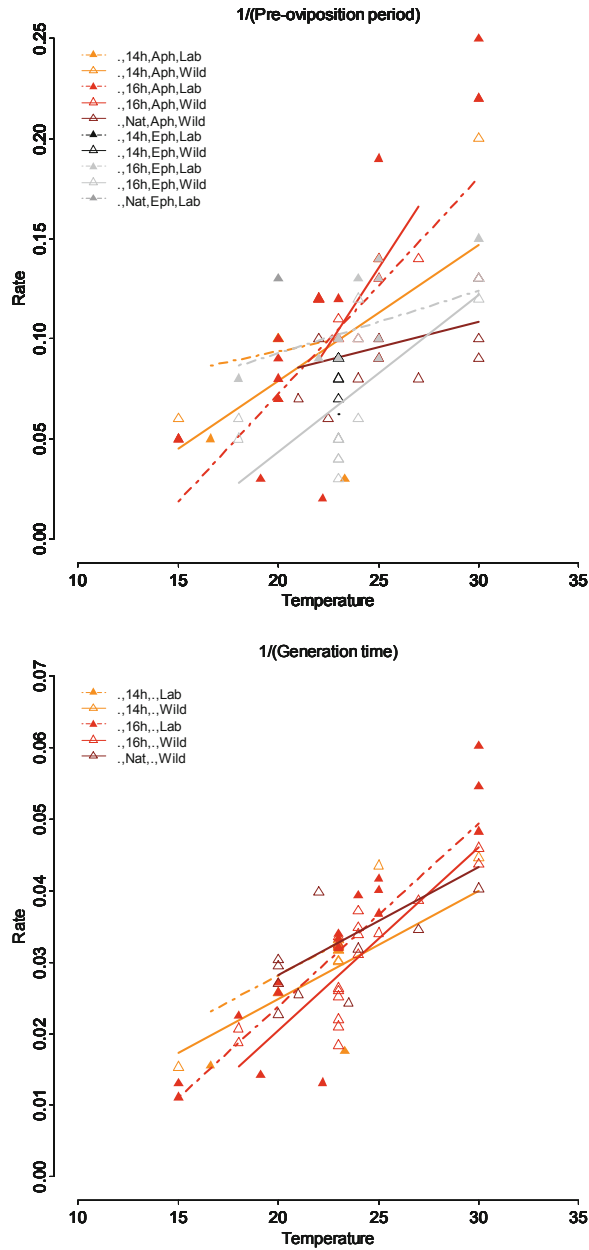 1/(Pre-oviposition period)
0.25
.,14h,Aph,Lab
.,14h,Aph,Wild
.,16h,Aph,Lab
.,16h,Aph,Wild
.,Nat,Aph,Wild
.,14h,Eph,Lab
.,14h,Eph,Wild
.,16h,Eph,Lab
.,16h,Eph,Wild
.,Nat,Eph,Lab
0.20
0.15
Rate
0.10
0.05
0.00
10 15 20 25 30 35
Temperature
1/(Generation time)
0.07
.,14h,.,Lab
.,14h,.,Wild
.,16h,.,Lab
.,16h,.,Wild
.,Nat,.,Wild
0.06
0.05
0.04
Rate
0.03
0.02
0.01
0.00
10 15 20 25 30 35
Temperature